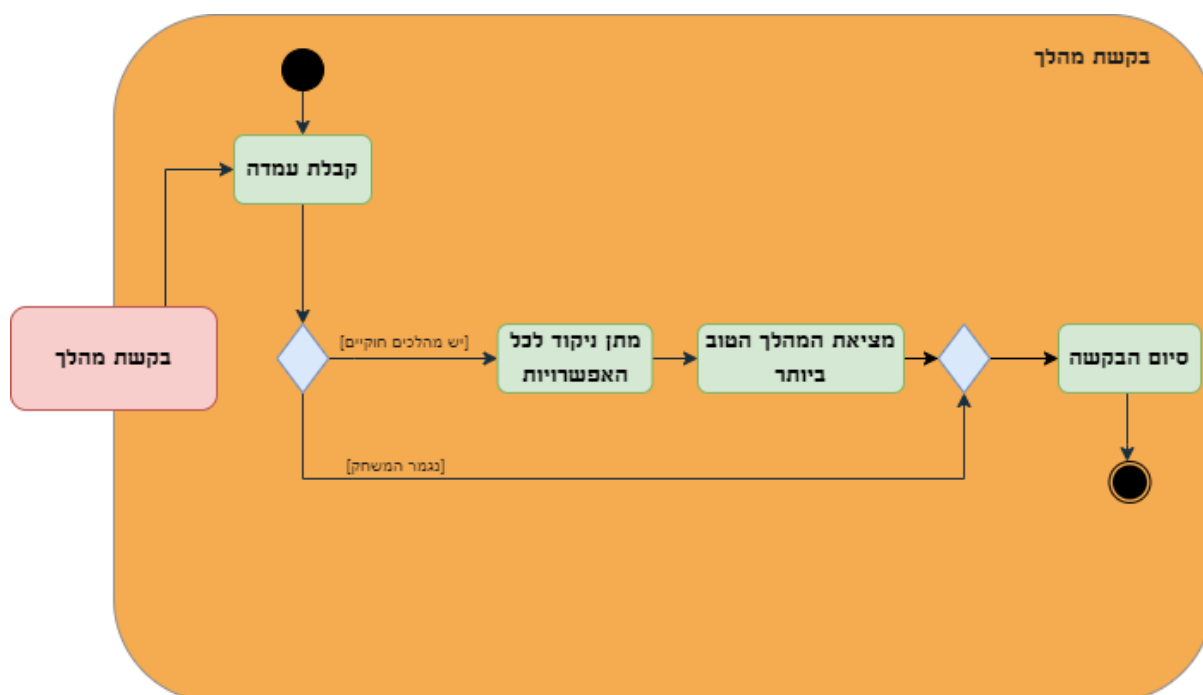 בקשת מהלך
קבלת עמדה
בקשת מהלך
[יש מהלכים חוקיים]
מתן ניקוד לכל
האפשרויות
מציאת המהלך הטוב
ביותר
סיום הבקשה
[נגמר המשחק]